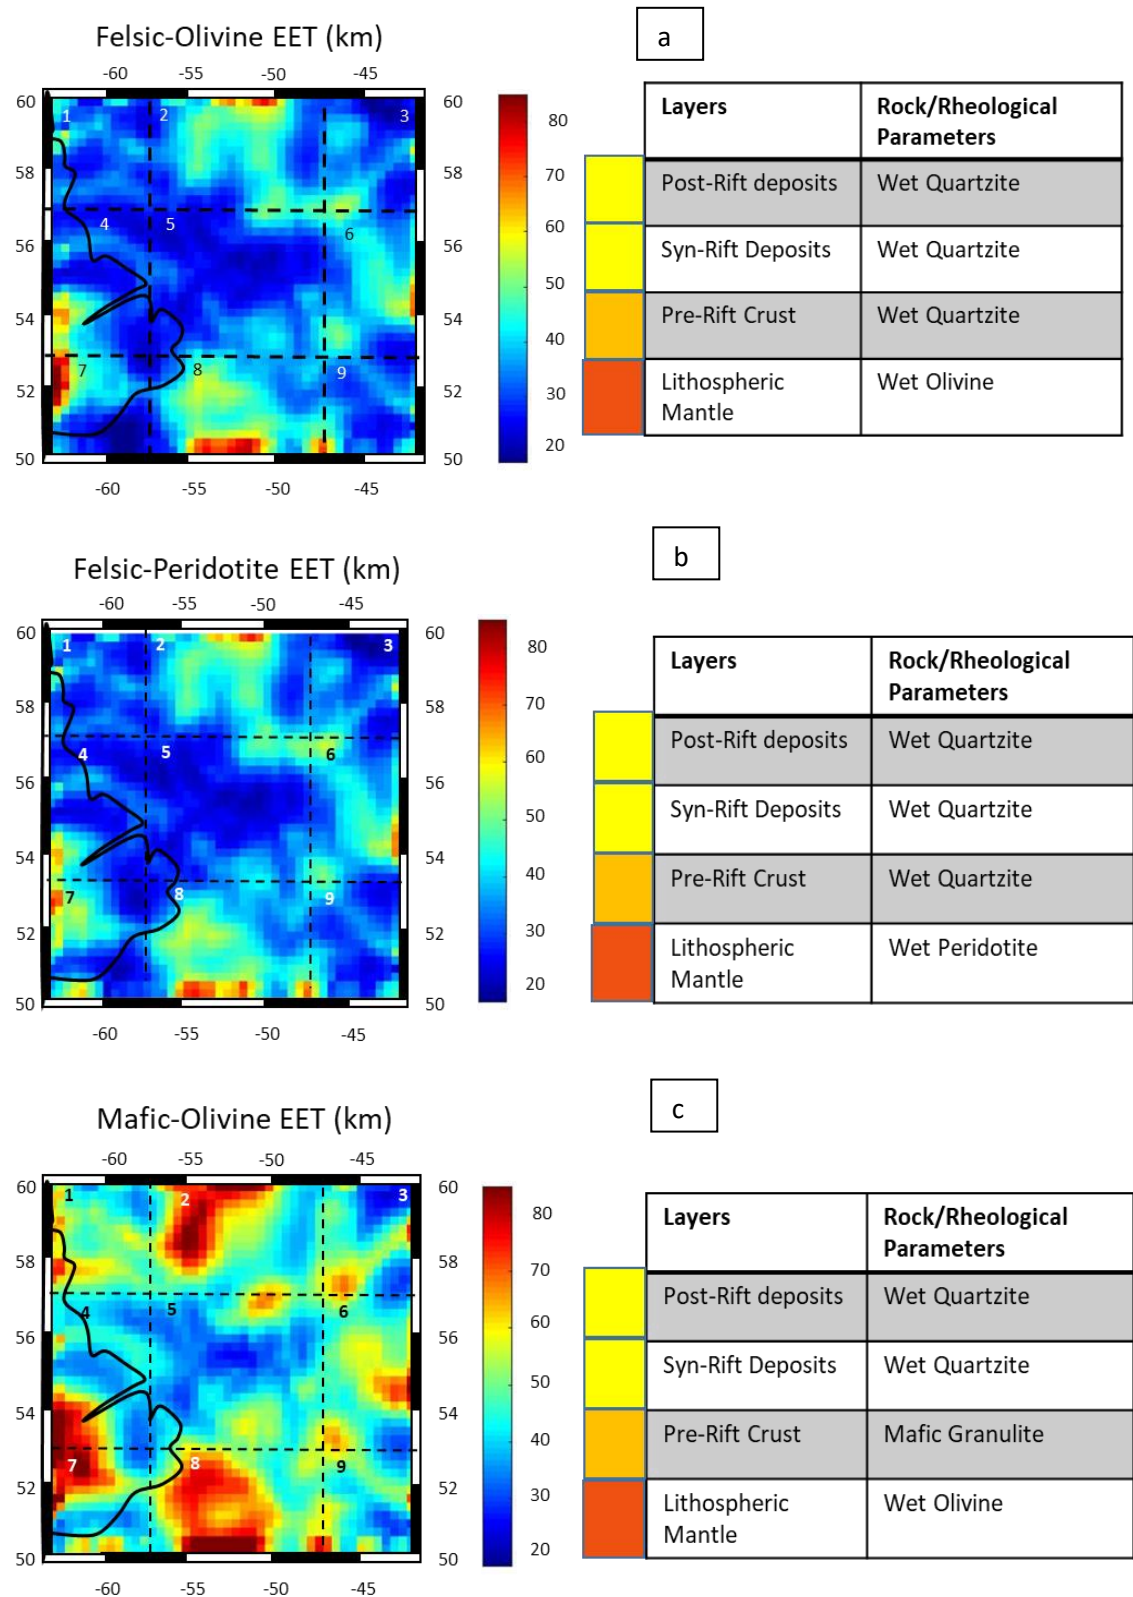 Felsic-Olivine EET (km)
a
-60 -55 -50 -45
60 60
1 2 3
58 58
4 5 6
56 56
54 54
7 8 9
52 52
50 50
-60 -55 -50 -45
80
70
60
50
40
30
20
Layers Rock/Rheological
Parameters
Post-Rift deposits Wet Quartzite
Syn-Rift Deposits Wet Quartzite
Pre-Rift Crust Wet Quartzite
Lithospheric Wet Olivine
Mantle
Felsic-Peridotite EET (km)
b
-60 -55 -50 -45
60 60
1 2 3
58 58
4 5 6
56 56
54 54
7 8 9
52 52
50 50
-60 -55 -50 -45
80
70
60
50
40
30
20
Layers Rock/Rheological
Parameters
Post-Rift deposits Wet Quartzite
Syn-Rift Deposits Wet Quartzite
Pre-Rift Crust Wet Quartzite
Lithospheric Wet Peridotite
Mantle
Mafic-Olivine EET (km)
c
-60 -55 -50 -45
60 60
1 2 3
58 58
4 5 6
56 56
54 54
7 8 9
52 52
50 50
-60 -55 -50 -45
80
70
60
50
40
30
20
Layers Rock/Rheological
Parameters
Post-Rift deposits Wet Quartzite
Syn-Rift Deposits Wet Quartzite
Pre-Rift Crust Mafic Granulite
Lithospheric Wet Olivine
Mantle